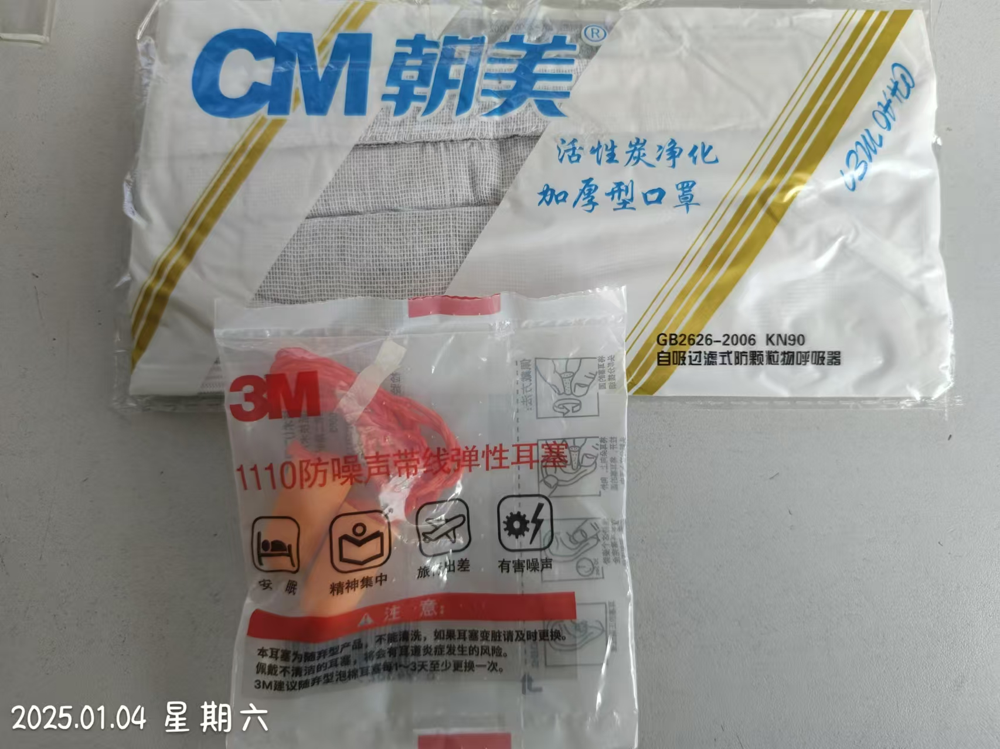 CM朝美®
活性炭净化
加厚型口罩
GB2626-2006 KN90
自吸过滤式防颗粒物呼吸器
3M
1110防噪声带线弹性耳塞
安 眠
精神集中
旅行出差
有害噪声
注 意:
本耳塞为随弃型产品，不能清洗，如果耳塞变脏请及时更换。
佩戴不清洁的耳塞，将会有耳道炎症发生的风险。
3M建议随弃型泡棉耳塞每1~3天至少更换一次。
2025.01.04 星期六